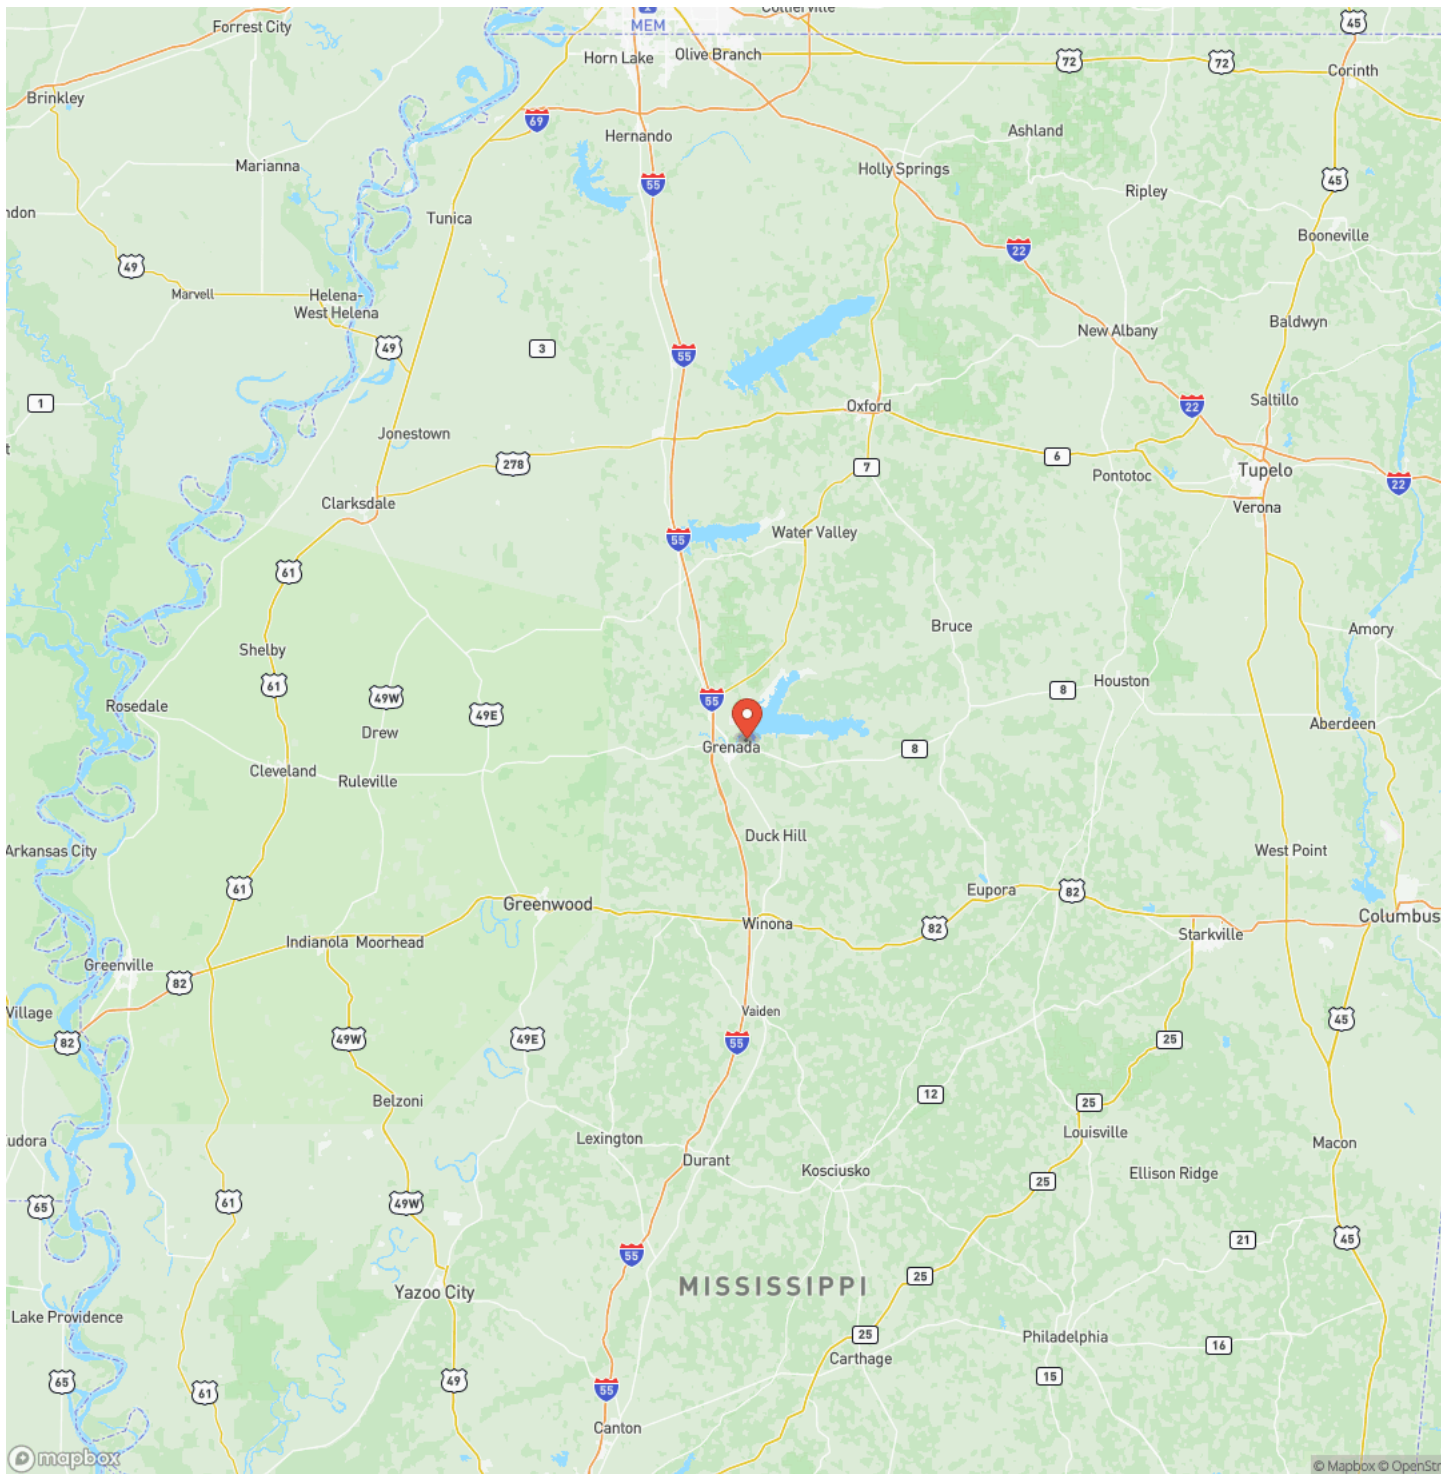 Collierville
Forrest City
MEM
Olive Branch
Horn Lake
45
72
72
Corinth
Brinkley
69
Hernando
Ashland
Marianna
Holly Springs
55
45
Ripley
ndon
Tunica
Booneville
22
49
Marvell
Helena-
West Helena
New Albany
Baldwyn
49
3
55
1
Oxford
22
Saltillo
Jonestown
t
278
7
6
Pontotoc
Tupelo
22
Clarksdale
Verona
55
Water Valley
61
Bruce
Amory
Shelby
61
49W
55
8
Houston
Rosedale
49E
Drew
Grenada
8
Aberdeen
Cleveland
Ruleville
Duck Hill
Arkansas City
West Point
61
Eupora
82
Greenwood
Winona
82
Columbus
Indianola
Moorhead
Starkville
Greenville
82
Village
Vaiden
45
82
49W
49E
55
25
12
Belzoni
25
Louisville
udora
Lexington
Macon
Durant
Kosciusko
Ellison Ridge
25
65
61
49W
21
45
55
25
MISSISSIPPI
Yazoo City
Lake Providence
25
Philadelphia
16
Carthage
15
65
61
49
55
Canton
mapbox
© Mapbox © OpenStr